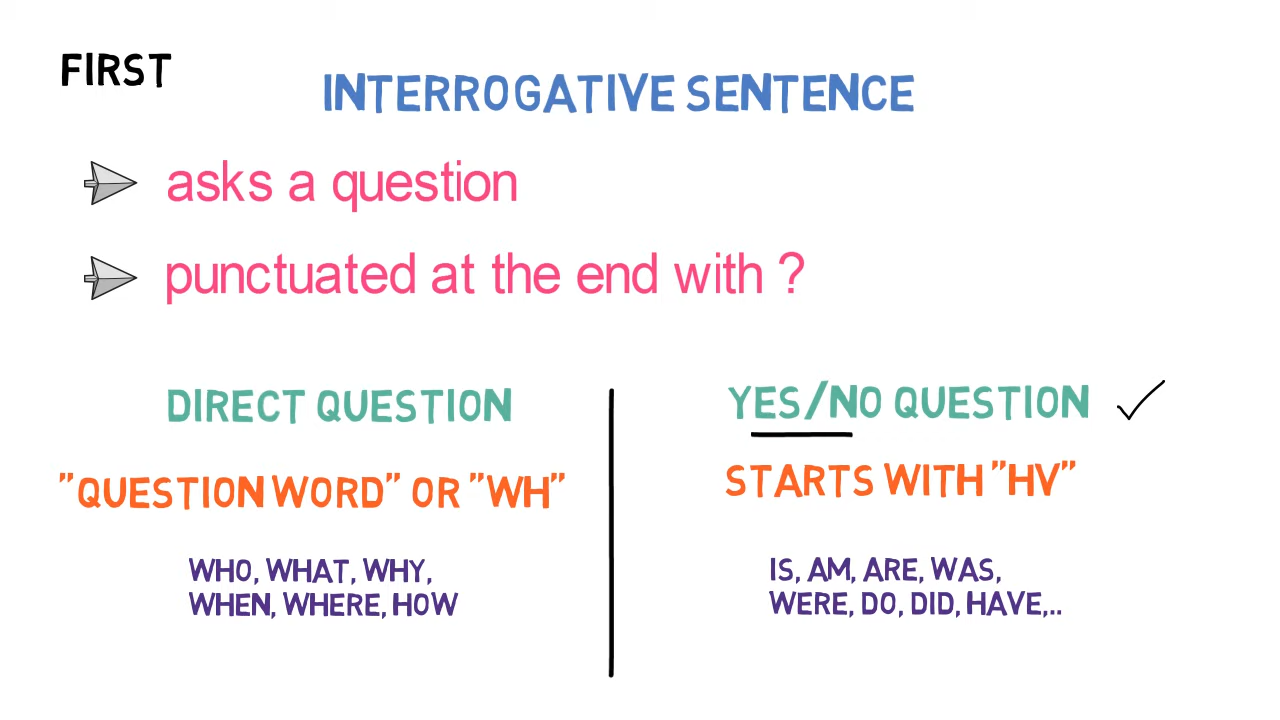 FIRST
INTERROGATIVE SENTENCE
asks a question
punctuated at the end with ?
DIRECT QUESTION
"QUESTION WORD" OR "WH"
WHO, WHAT, WHY,
WHEN, WHERE, HOW
YES/NO QUESTION
STARTS WITH "HV"
IS, AM, ARE, WAS,
WERE, DO, DID, HAVE,..